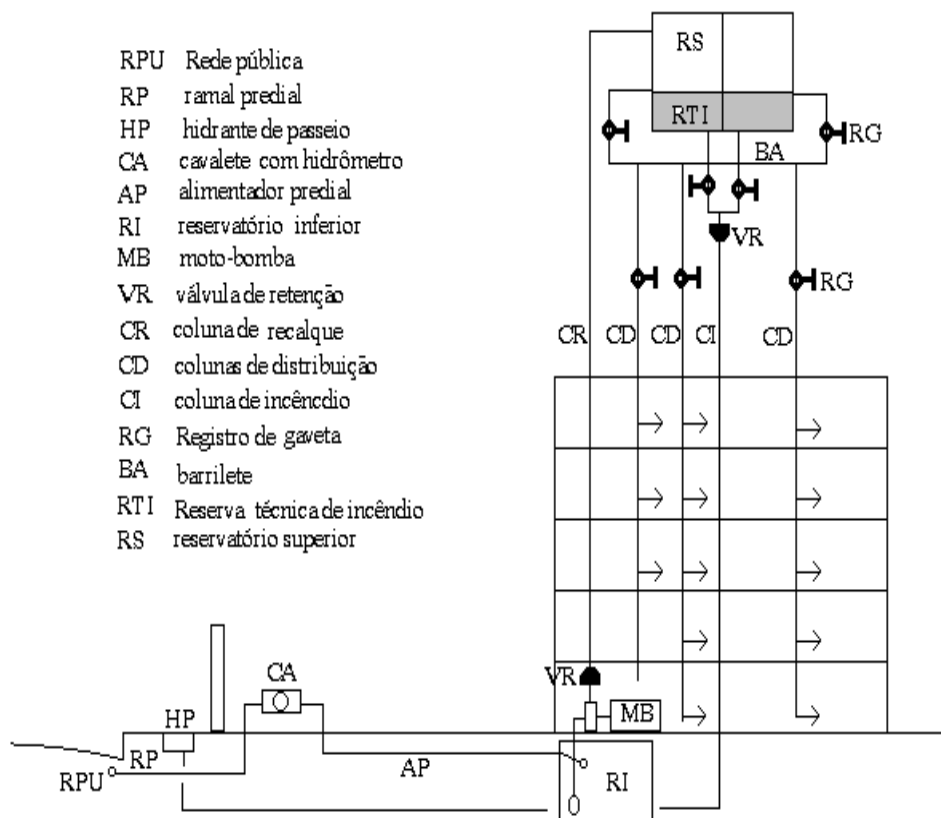 RPU Rede pública
RP ramal predial
HP hidrante de passeio
CA cavalete com hidrômetro
AP alimentador predial
RI reservatório inferior
MB moto-bomba
VR válvula de retenção
CR coluna de recalque
CD colunas de distribuição
CI coluna de incêncdio
RG Registro de gaveta
BA barrilete
RTI Reserva técnica de incêndio
RS reservatório superior
RS
RTI
RG
BA
VR
RG
CR CD CD CI CD
VR
CA
MB
HP
RP
RPU
AP
RI